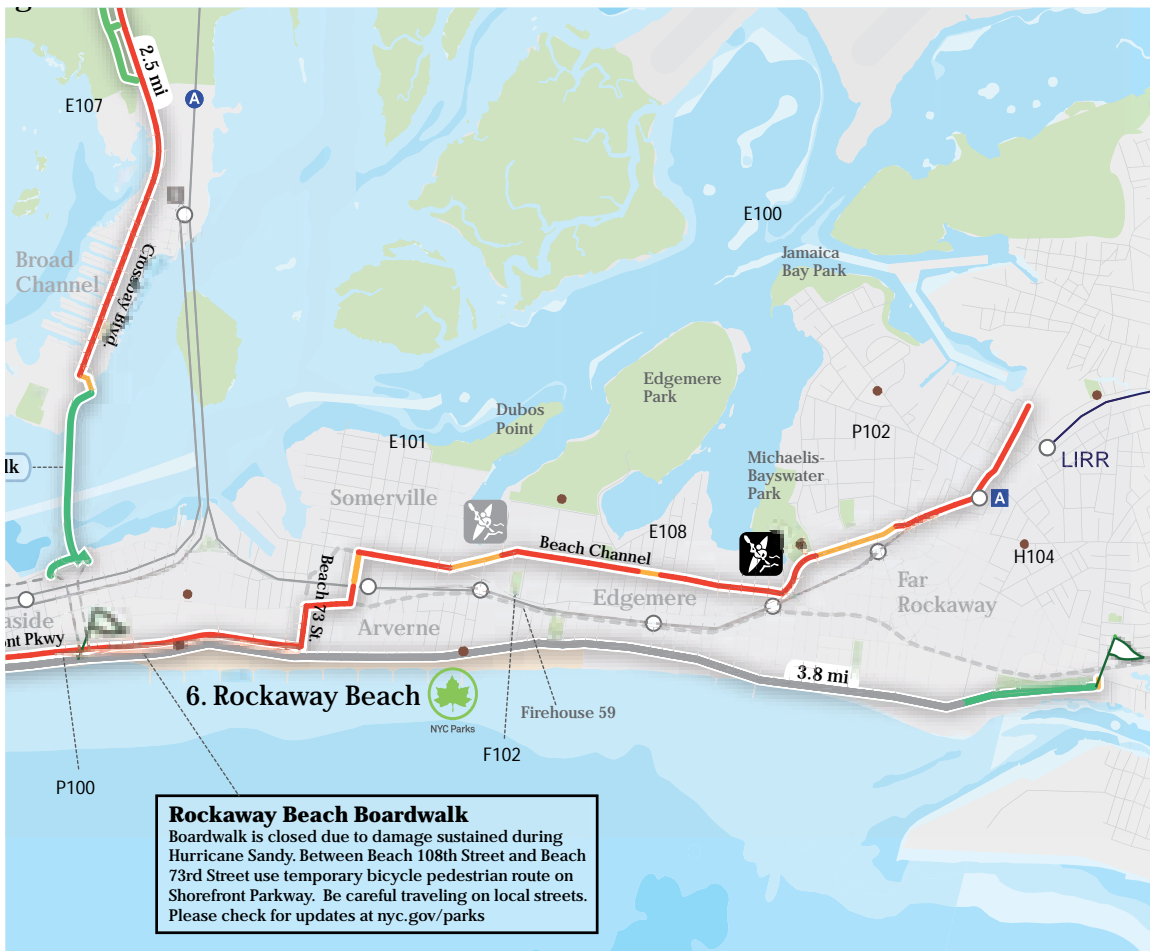 2.5 mi
E107
A
E100
Broad
Channel
Crossbay Blvd.
Jamaica
Bay Park
Edgemere
Park
Dubos
Point
E101
P102
LIRR
Michaelis-
Bayswater
Park
Somerville
A
E108
Beach Channel
H104
Beach 73 St.
Edgemere
Far
Rockaway
Arverne
aside
ont Pkwy
lk
3.8 mi
6. Rockaway Beach
NYC Parks
Firehouse 59
F102
P100
Rockaway Beach Boardwalk
Boardwalk is closed due to damage sustained during
Hurricane Sandy. Between Beach 108th Street and Beach
73rd Street use temporary bicycle pedestrian route on
Shorefront Parkway.  Be careful traveling on local streets.
Please check for updates at nyc.gov/parks